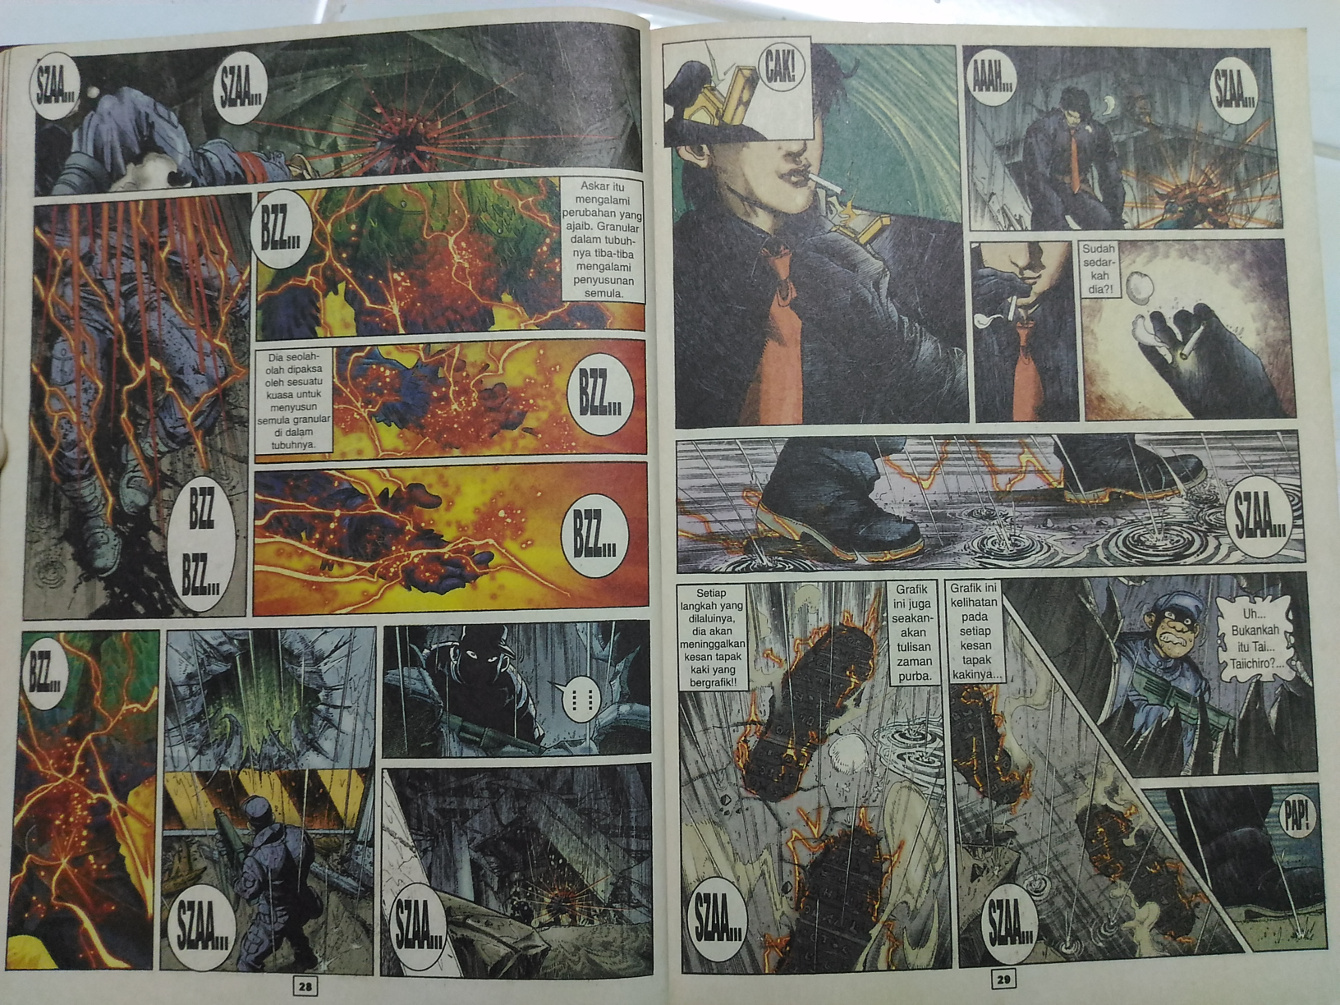 SZAA...
SZAA...
BZZ...
Askar itu
mengalami
perubahan yang
ajaib. Granular
dalam tubuh-
nya tiba-tiba
mengalami
penyusunan
semula.
BZZ
BZZ...
Dia seolah-
olah dipaksa
oleh sesuatu
kuasa untuk
menyusun
semula granular
di dalam
tubuhnya.
BZZ...
BZZ...
BZZ...
SZAA...
SZAA...
28
CAK!
AAAH...
SZAA...
Sudah
sedar-
kah
dia?!
SZAA...
Setiap
langkah yang
dilaluinya,
dia akan
meninggalkan
kesan tapak
kaki yang
bergrafik!!
Grafik
ini juga
seakan-
akan
tulisan
zaman
purba.
SZAA...
Grafik ini
kelihatan
pada
setiap
kesan
tapak
kakinya...
SZAA...
Uh...
Bukankah
itu Tai...
Taiichiro?...
PAP!
29